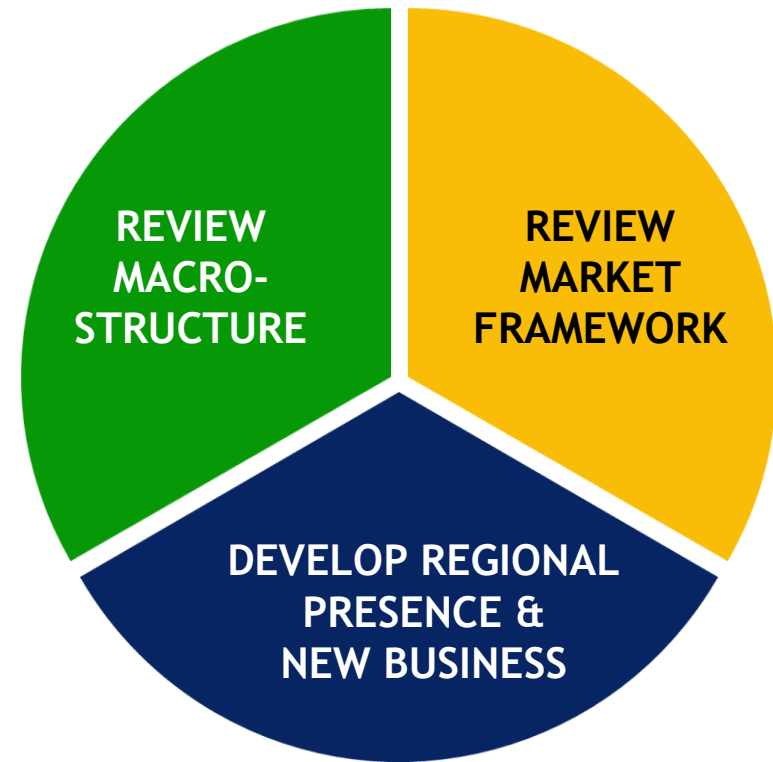 REVIEW
MACRO-
STRUCTURE
REVIEW
MARKET
FRAMEWORK
DEVELOP REGIONAL
PRESENCE &
NEW BUSINESS